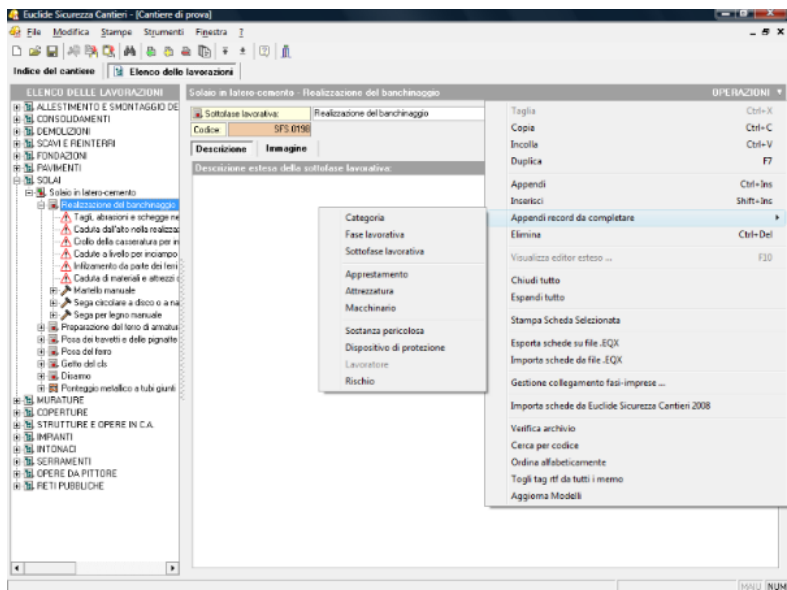 Euclide Sicurezza Cantieri - [Cantiere di prova]
File Modifica Stampe Strumenti Finestra ?
Indice del cantiere Elenco delle lavorazioni
ELENCO DELLE LAVORAZIONI
Solaio in latero-cemento - Realizzazione del banchinaggio
OPERAZIONI
ALLESTIMENTO E SMONTAGGIO DE
CONSOLIDAMENTI
DEMOLIZIONI
SCAVI E REINTERRI
FONDAZIONI
PAVIMENTI
SOLAI
Solaio in latero-cemento
Realizzazione del banchinaggio
Tagli, abrasioni e schegge ne
Caduta dall'alto nella realizzaz
Crollo della casseratura per in
Cadute a livello per inciampo
Infilzamento da parte dei ferri
Caduta di materiali e attrezzi d
Martello manuale
Sega circolare a disco o a na
Sega per legno manuale
Preparazione del ferro di armatur
Posa dei travetti e delle pignatte
Posa del ferro
Getto del cls
Disarmo
Ponteggio metallico a tubi giunti
MURATURE
COPERTURE
STRUTTURE E OPERE IN C.A.
IMPIANTI
INTONACI
SERRAMENTI
OPERE DA PITTORE
RETI PUBBLICHE
Sottofase lavorativa: Realizzazione del banchinaggio
Codice: SFS.0198
Descrizione Immagine
Descrizione estesa della sottofase lavorativa:
Categoria
Fase lavorativa
Sottofase lavorativa
Apprestamento
Attrezzatura
Macchinario
Sostanza pericolosa
Dispositivo di protezione
Lavoratore
Rischio
Taglia Ctrl+X
Copia Ctrl+C
Incolla Ctrl+V
Duplica F7
Appendi Ctrl+Ins
Inserisci Shift+Ins
Appendi record da completare
Elimina Ctrl+Del
Visualizza editor esteso ... F10
Chiudi tutto
Espandi tutto
Stampa Scheda Selezionata
Esporta schede su file .EQX
Importa schede da file .EQX
Gestione collegamento fasi-imprese ...
Importa schede da Euclide Sicurezza Cantieri 2008
Verifica archivio
Cerca per codice
Ordina alfabeticamente
Togli tag rtf da tutti i memo
Aggiorna Modelli
MAIU NUM